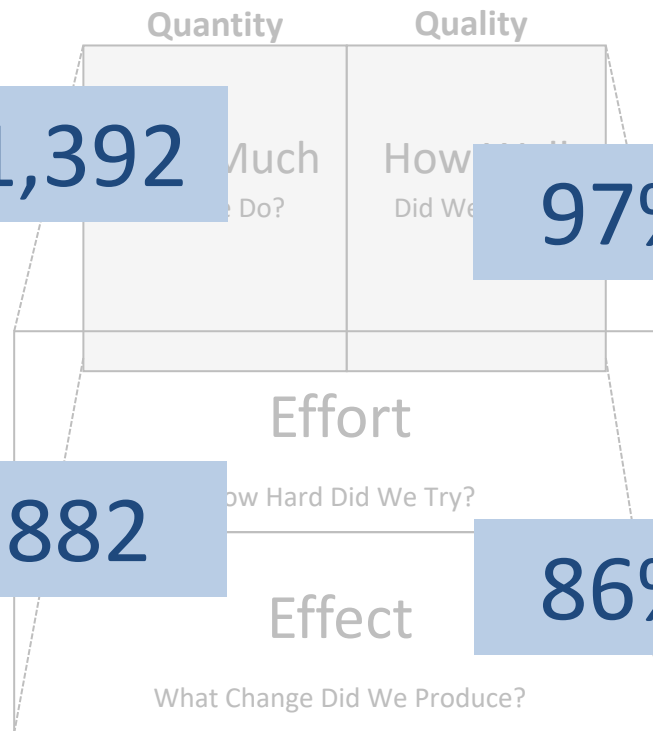 Quantity Quality
1,392
Much How
Do? Did We
97%
Effort
How Hard Did We Try?
882
86%
Effect
What Change Did We Produce?